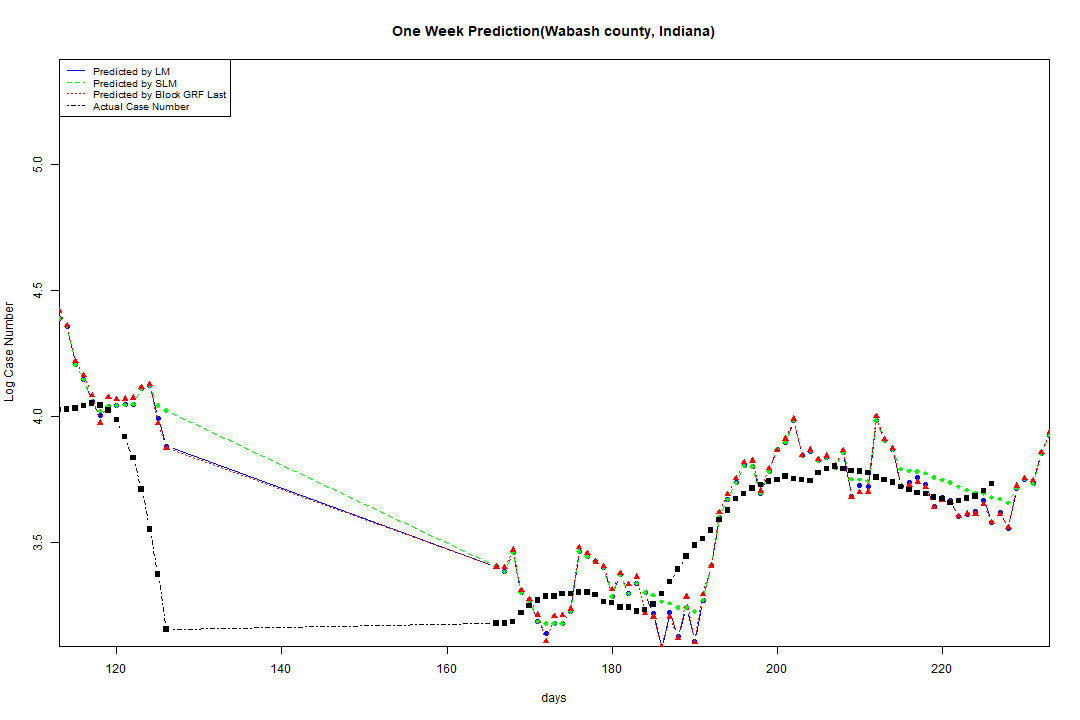 One Week Prediction(Wabash county, Indiana)
Predicted by LM
Predicted by SLM
Predicted by Block GRF Last
Actual Case Number
Log Case Number
5.0
4.5
4.0
3.5
120
140
160
180
200
220
days